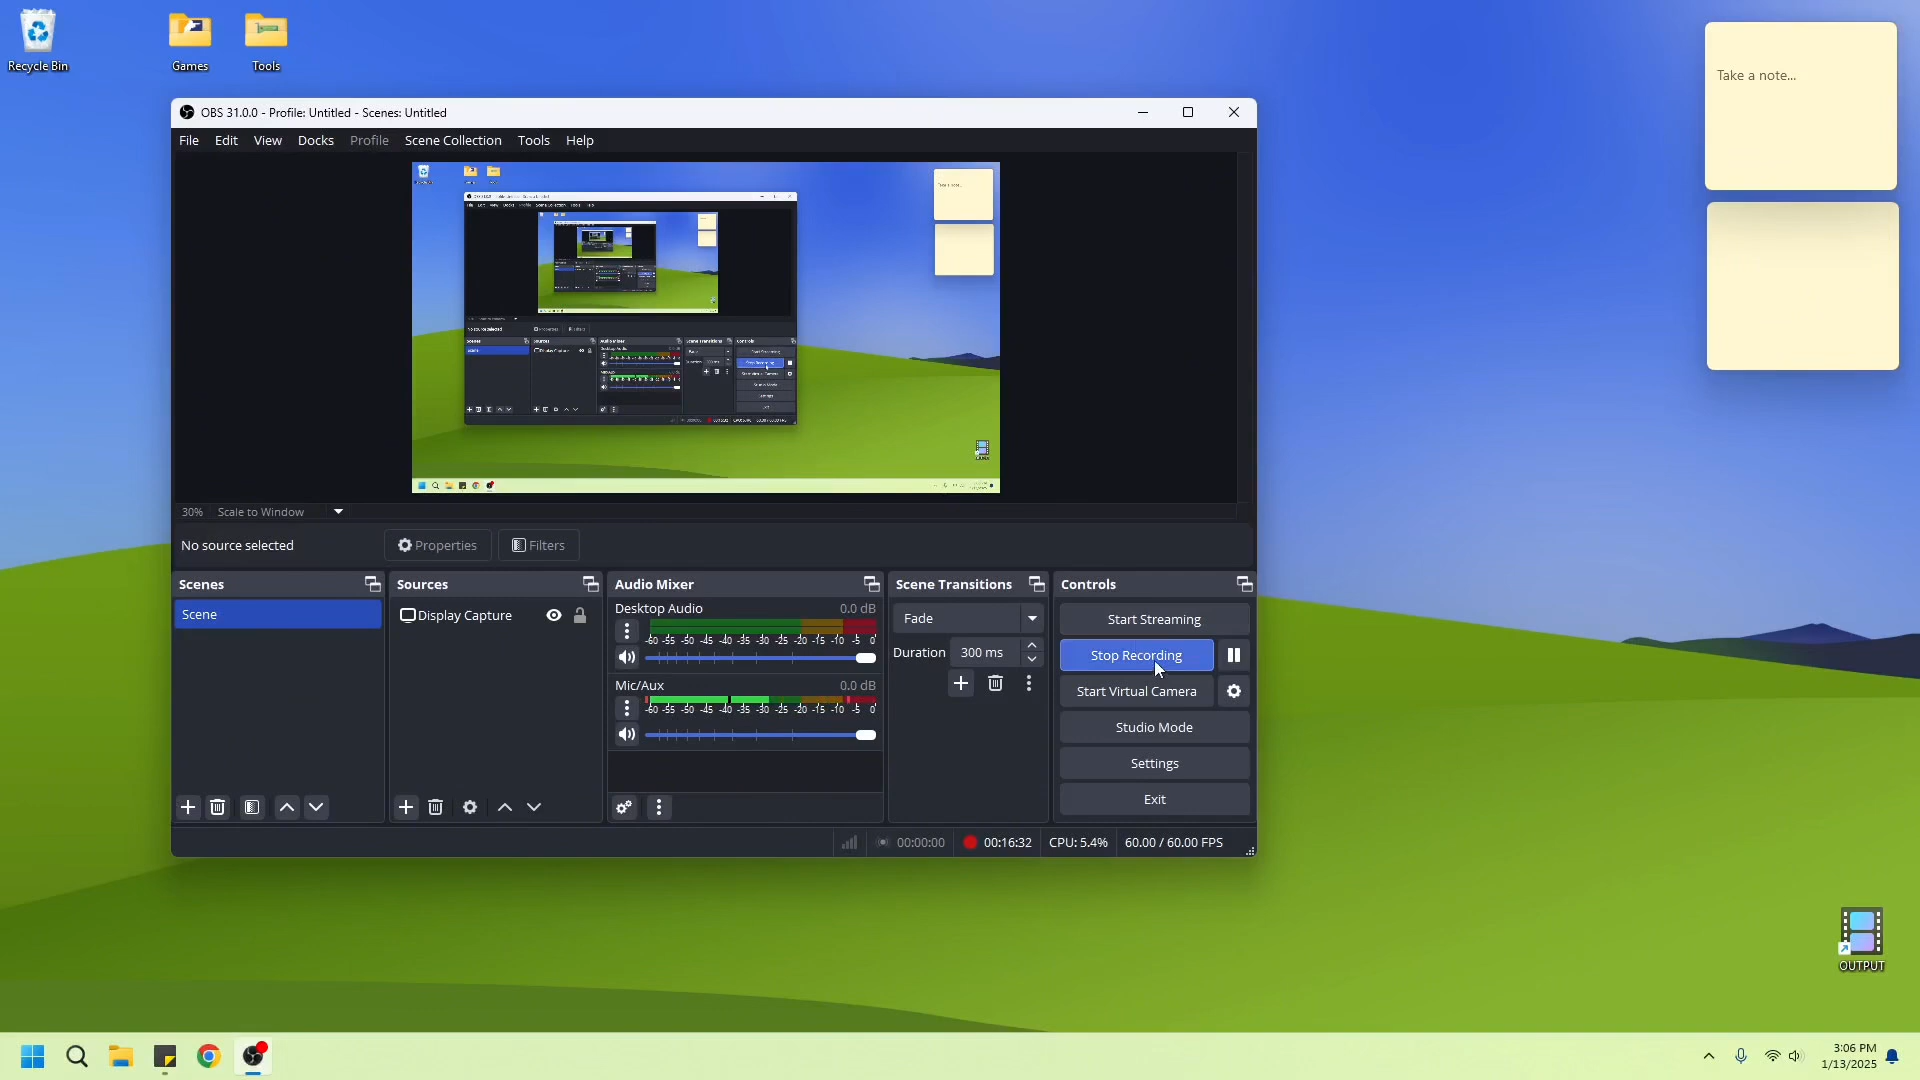 Recycle Bin
Games
Tools
Take a note...
OBS 31.0.0 - Profile: Untitled - Scenes: Untitled
File Edit View Docks Profile Scene Collection Tools Help
30% Scale to Window
No source selected
Properties
Filters
Scenes
Scene
Sources
Display Capture
Audio Mixer
Desktop Audio 0.0 dB
-60 -55 -50 -45 -40 -35 -30 -25 -20 -15 -10 -5 0
Mic/Aux 0.0 dB
-60 -55 -50 -45 -40 -35 -30 -25 -20 -15 -10 -5 0
Scene Transitions
Fade
Duration 300 ms
Controls
Start Streaming
Stop Recording
Start Virtual Camera
Studio Mode
Settings
Exit
00:00:00 00:16:32 CPU: 5.4% 60.00 / 60.00 FPS
OUTPUT
3:06 PM
1/13/2025